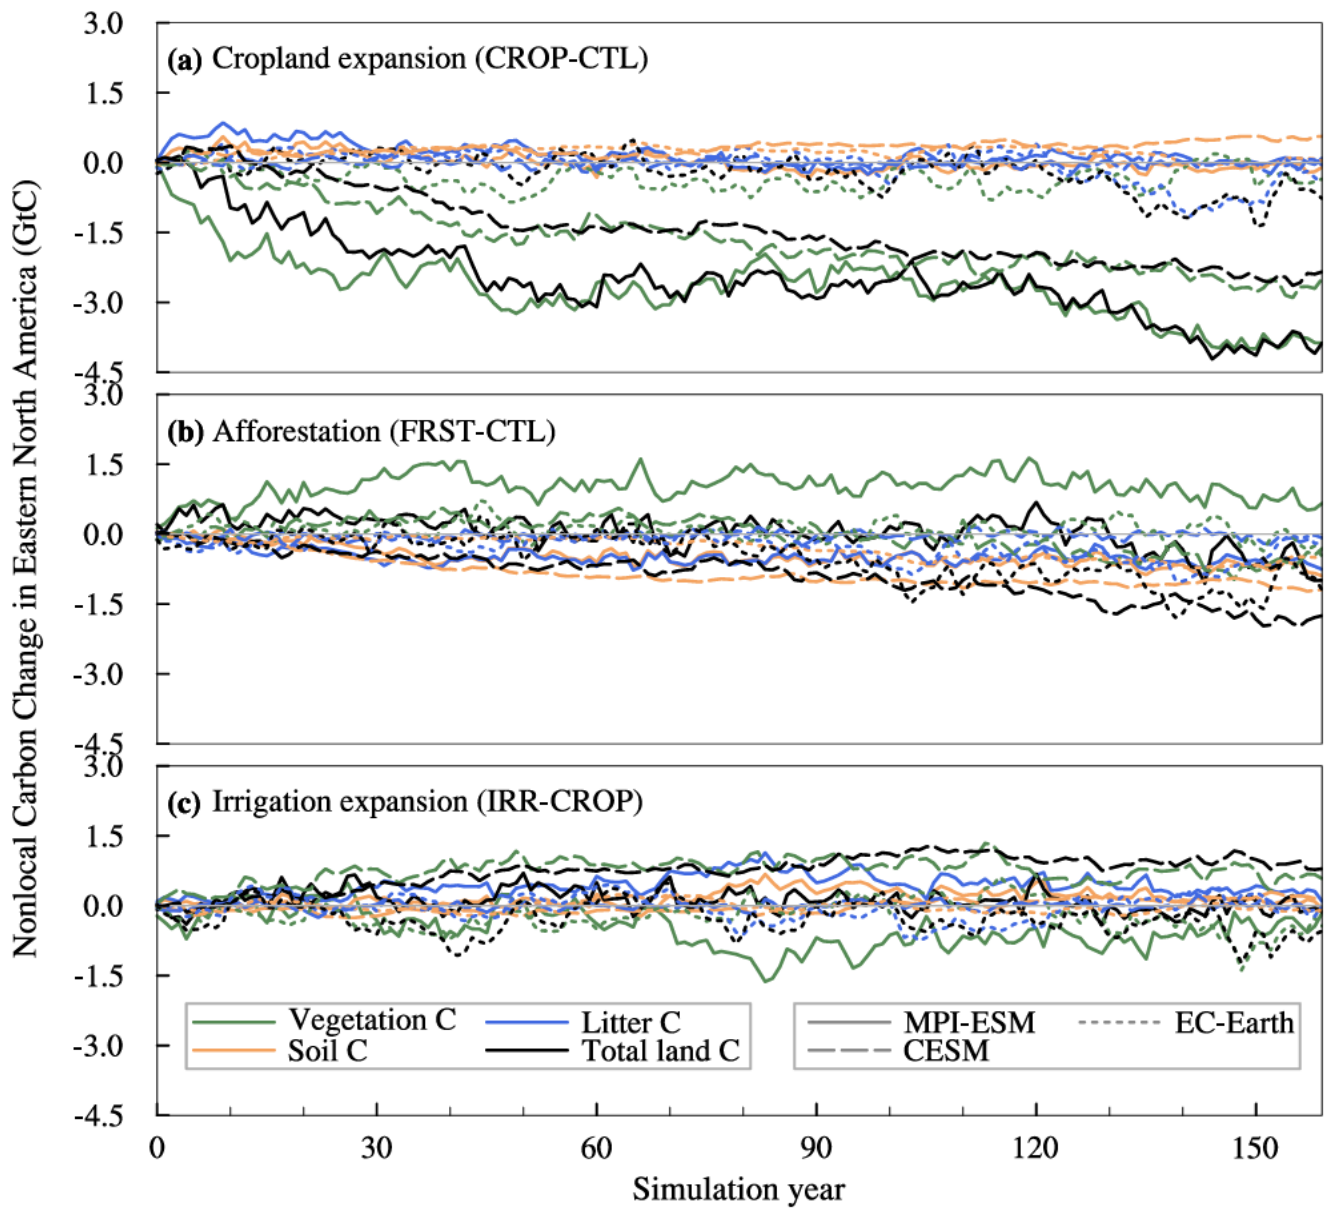 Nonlocal Carbon Change in Eastern North America (GtC)
3.0
(a) Cropland expansion (CROP-CTL)
1.5
0.0
-1.5
-3.0
-4.5
3.0
(b) Afforestation (FRST-CTL)
1.5
0.0
-1.5
-3.0
-4.5
3.0
(c) Irrigation expansion (IRR-CROP)
1.5
0.0
-1.5
Vegetation C Litter C MPI-ESM EC-Earth
Soil C Total land C CESM
-3.0
-4.5
0 30 60 90 120 150
Simulation year